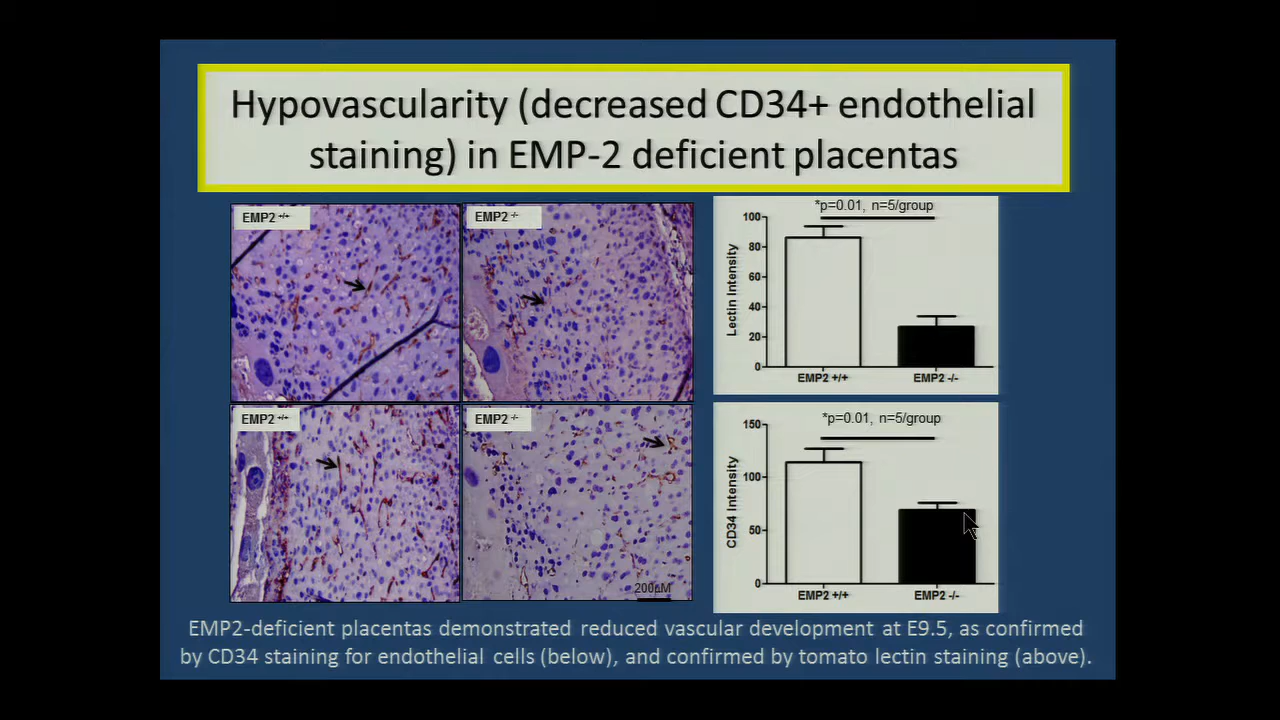 Hypovascularity (decreased CD34+ endothelial
staining) in EMP-2 deficient placentas
EMP2 +/+
EMP2 -/-
EMP2 +/+
EMP2 -/-
200µM
*p=0.01, n=5/group
Lectin Intensity
100
80
60
40
20
0
EMP2 +/+
EMP2 -/-
*p=0.01, n=5/group
CD34 Intensity
150
100
50
0
EMP2 +/+
EMP2 -/-
EMP2-deficient placentas demonstrated reduced vascular development at E9.5, as confirmed
by CD34 staining for endothelial cells (below), and confirmed by tomato lectin staining (above).